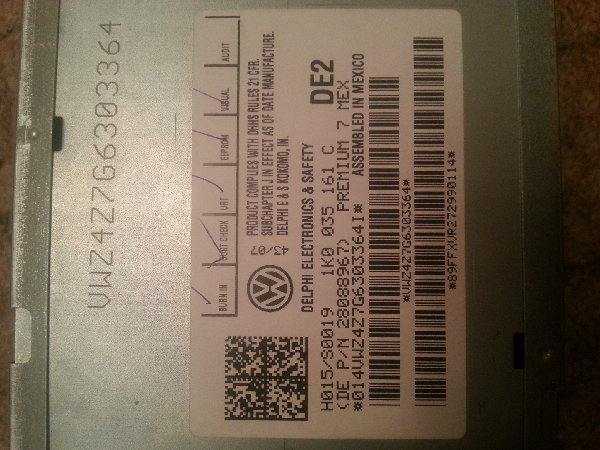 VWZ4Z7G6303364
BURN IN
POST CHECK
VRT
EEPROM
VISUAL
AUDIT
PRODUCT COMPLIES WITH DHHS RULES 21 CFR.
SUBCHAPTER J IN EFFECT AS OF DATE MANUFACTURE.
DELPHI E & S KOKOMO, IN.
43/07
DELPHI ELECTRONICS & SAFETY
DE2
H015/S0019 1K0 035 161 C
(DE P/N 28088967) PREMIUM 7 MEX
*014VWZ4Z7G6303364I* ASSEMBLED IN MEXICO
*VWZ4Z7G6303364*
*89FFXVR272990114*